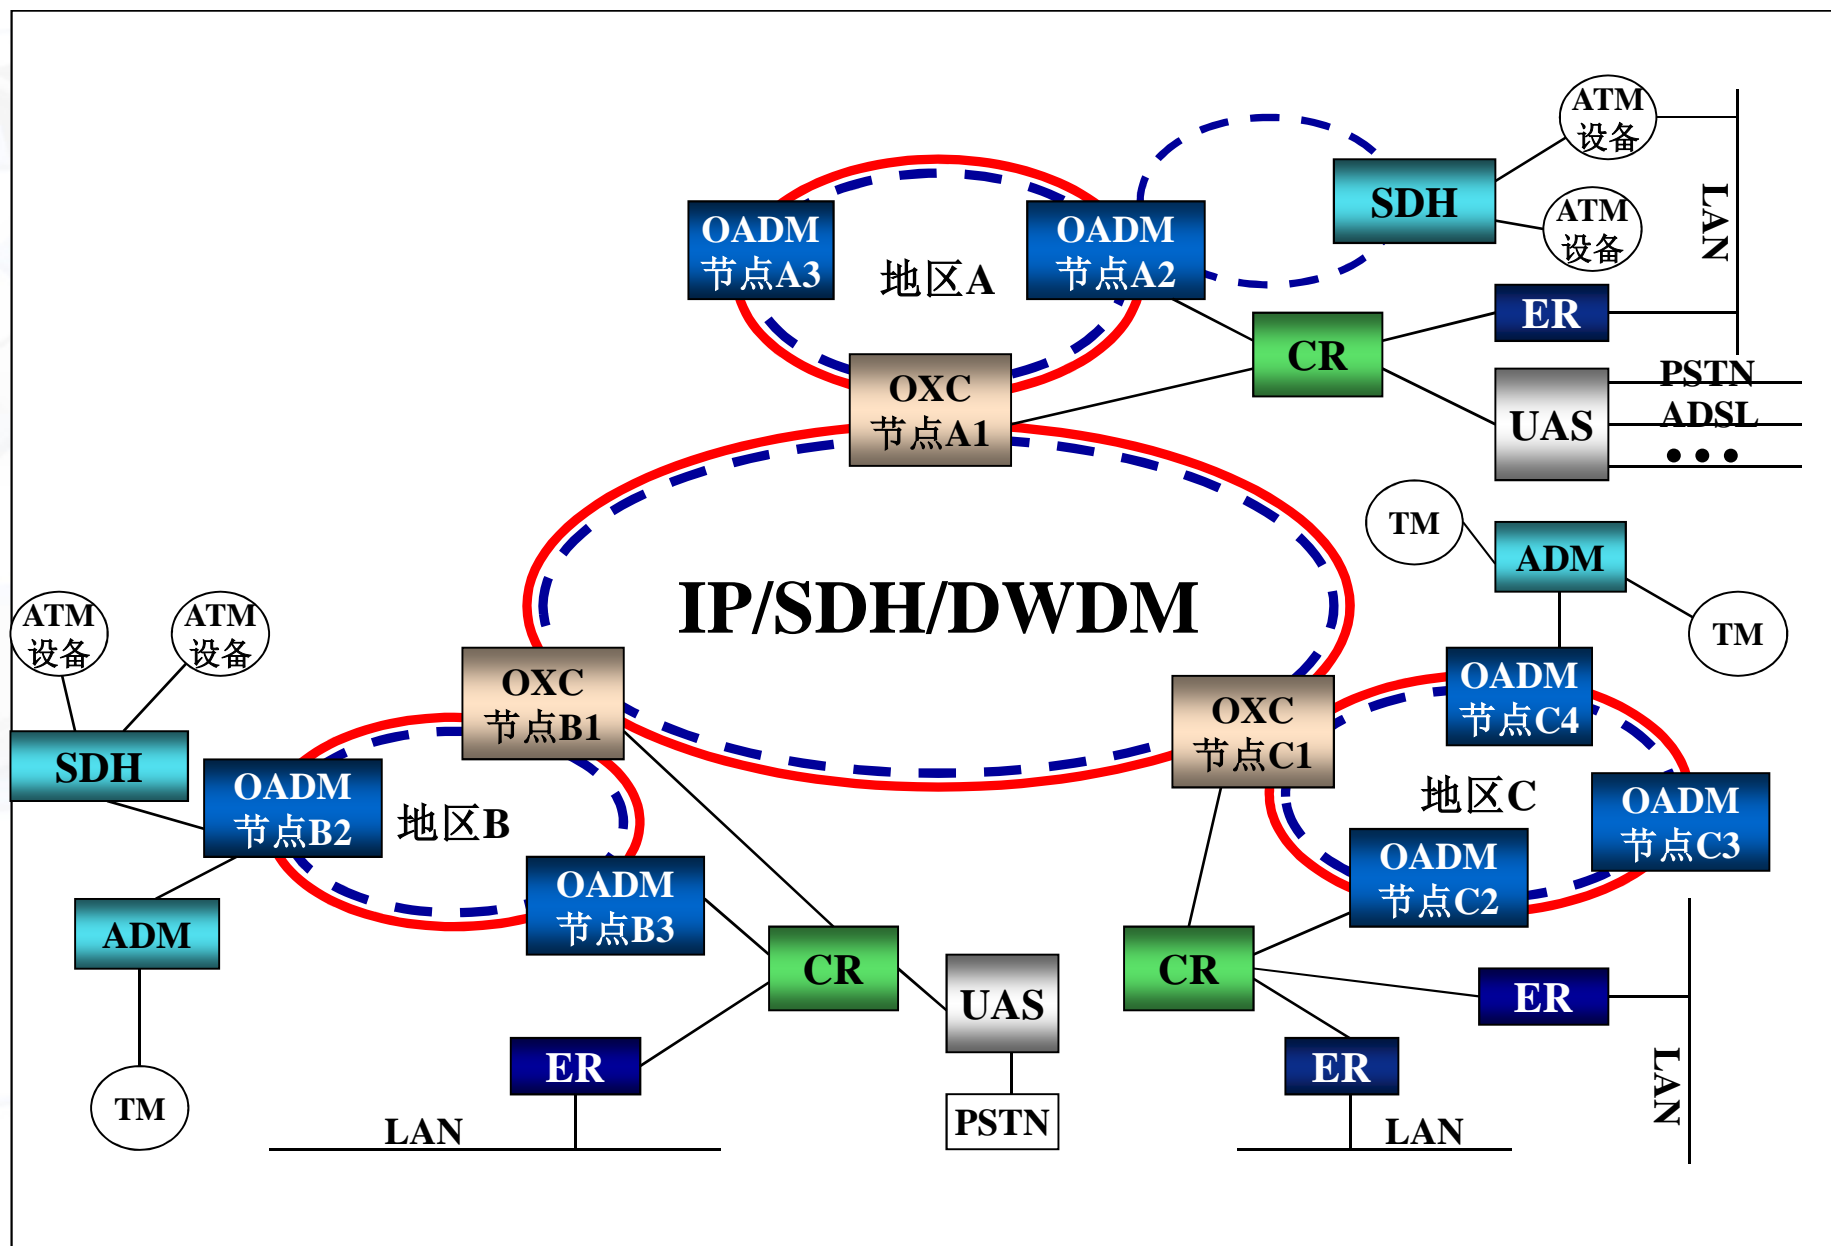 ATM
设备
SDH
ATM
设备
LAN
OADM
节点A3
地区A
OADM
节点A2
ER
CR
OXC
节点A1
PSTN
UAS
ADSL
•••
TM
ADM
TM
IP/SDH/DWDM
ATM
设备
ATM
设备
OXC
节点B1
OXC
节点C1
OADM
节点C4
SDH
OADM
节点B2
地区B
地区C
OADM
节点C3
OADM
节点C2
OADM
节点B3
ADM
CR
UAS
CR
ER
ER
ER
LAN
TM
LAN
PSTN
LAN